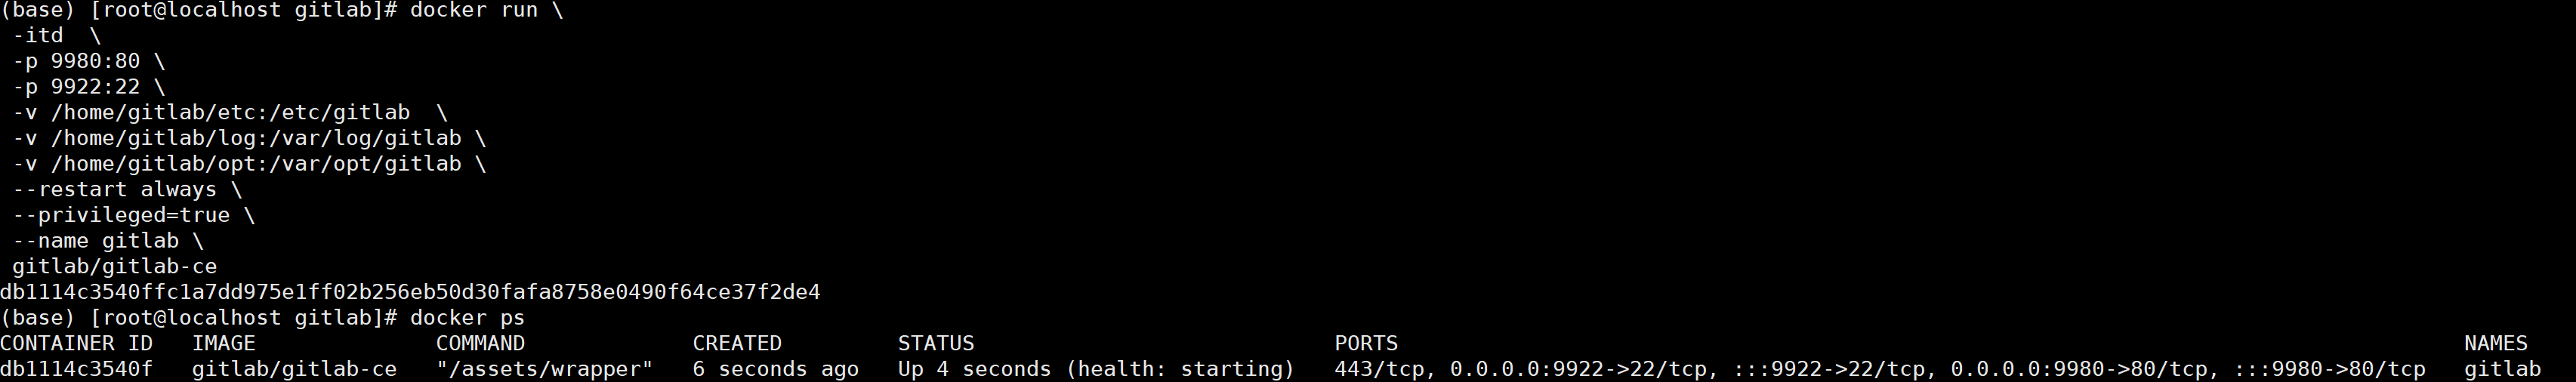 (base) [root@localhost gitlab]# docker run \
 -itd  \
 -p 9980:80 \
 -p 9922:22 \
 -v /home/gitlab/etc:/etc/gitlab  \
 -v /home/gitlab/log:/var/log/gitlab \
 -v /home/gitlab/opt:/var/opt/gitlab \
 --restart always \
 --privileged=true \
 --name gitlab \
 gitlab/gitlab-ce
db1114c3540ffc1a7dd975e1ff02b256eb50d30fafa8758e0490f64ce37f2de4
(base) [root@localhost gitlab]# docker ps
CONTAINER ID   IMAGE              COMMAND             CREATED         STATUS                            PORTS                                                                                    NAMES
db1114c3540f   gitlab/gitlab-ce   "/assets/wrapper"   6 seconds ago   Up 4 seconds (health: starting)   443/tcp, 0.0.0.0:9922->22/tcp, :::9922->22/tcp, 0.0.0.0:9980->80/tcp, :::9980->80/tcp   gitlab